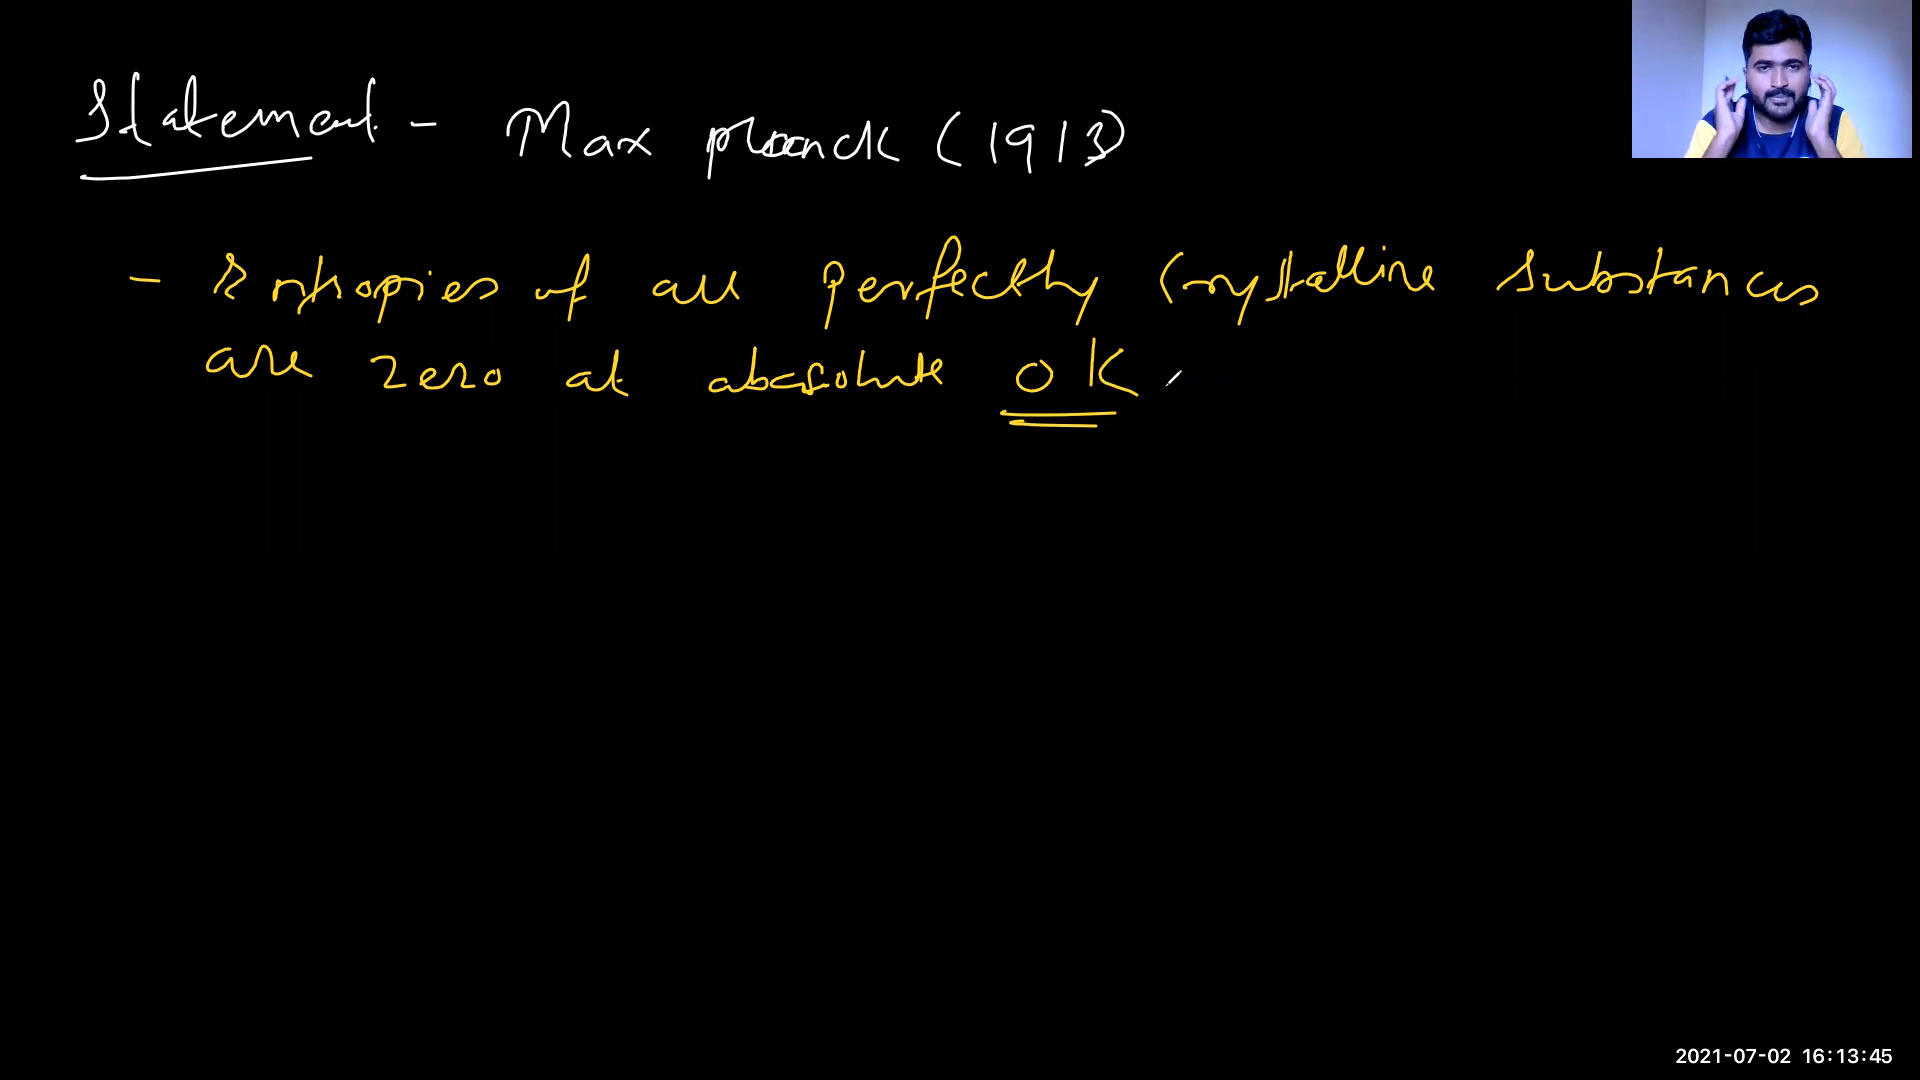 Statement - Max planck (1913)
- Entropies of all perfectly crystalline substances
are zero at absolute 0 K
2021-07-02 16:13:45